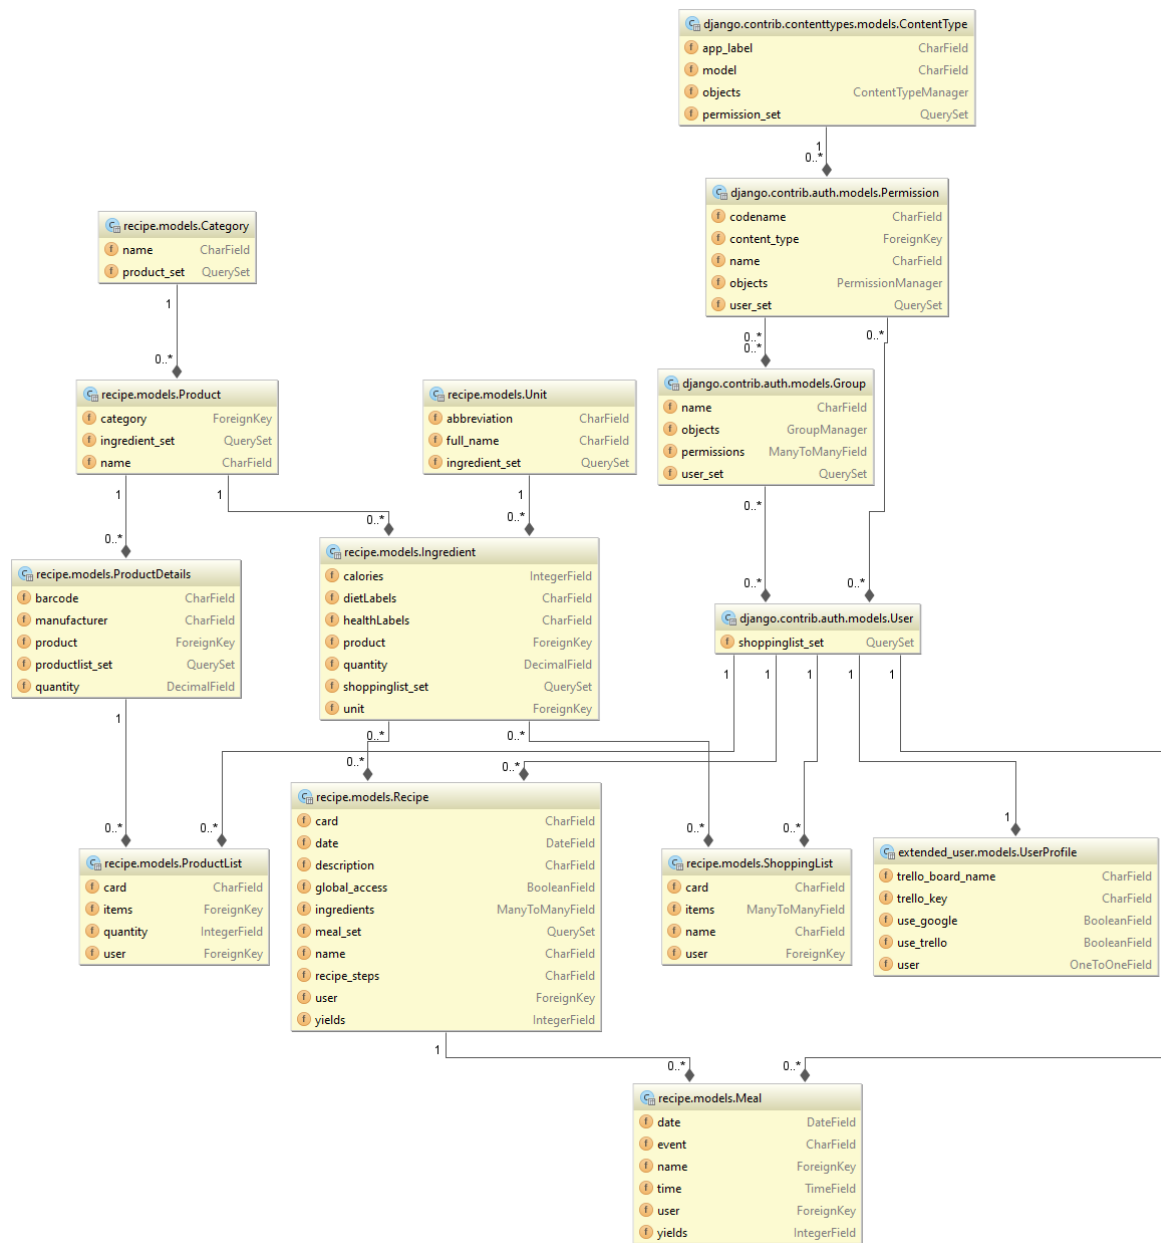 django.contrib.contenttypes.models.ContentType
app_label CharField
model CharField
objects ContentTypeManager
permission_set QuerySet
1
0..*
django.contrib.auth.models.Permission
codename CharField
content_type ForeignKey
name CharField
objects PermissionManager
user_set QuerySet
recipe.models.Category
name CharField
product_set QuerySet
1
0..*
0..*
0..*
0..*
recipe.models.Product
category ForeignKey
ingredient_set QuerySet
name CharField
recipe.models.Unit
abbreviation CharField
full_name CharField
ingredient_set QuerySet
django.contrib.auth.models.Group
name CharField
objects GroupManager
permissions ManyToManyField
user_set QuerySet
1 1 1 0..*
0..* 0..* 0..*
recipe.models.Ingredient
calories IntegerField
dietLabels CharField
healthLabels CharField
product ForeignKey
quantity DecimalField
shoppinglist_set QuerySet
unit ForeignKey
recipe.models.ProductDetails
barcode CharField
manufacturer CharField
product ForeignKey
productlist_set QuerySet
quantity DecimalField
0..* 0..*
django.contrib.auth.models.User
shoppinglist_set QuerySet
1 1 1 1 1
1 0..* 0..*
0..* 0..*
recipe.models.Recipe
card CharField
date DateField
description CharField
global_access BooleanField
ingredients ManyToManyField
meal_set QuerySet
name CharField
recipe_steps CharField
user ForeignKey
yields IntegerField
0..* 0..* 0..* 0..* 1
recipe.models.ProductList
card CharField
items ForeignKey
quantity IntegerField
user ForeignKey
recipe.models.ShoppingList
card CharField
items ManyToManyField
name CharField
user ForeignKey
extended_user.models.UserProfile
trello_board_name CharField
trello_key CharField
use_google BooleanField
use_trello BooleanField
user OneToOneField
1 0..* 0..*
recipe.models.Meal
date DateField
event CharField
name ForeignKey
time TimeField
user ForeignKey
yields IntegerField